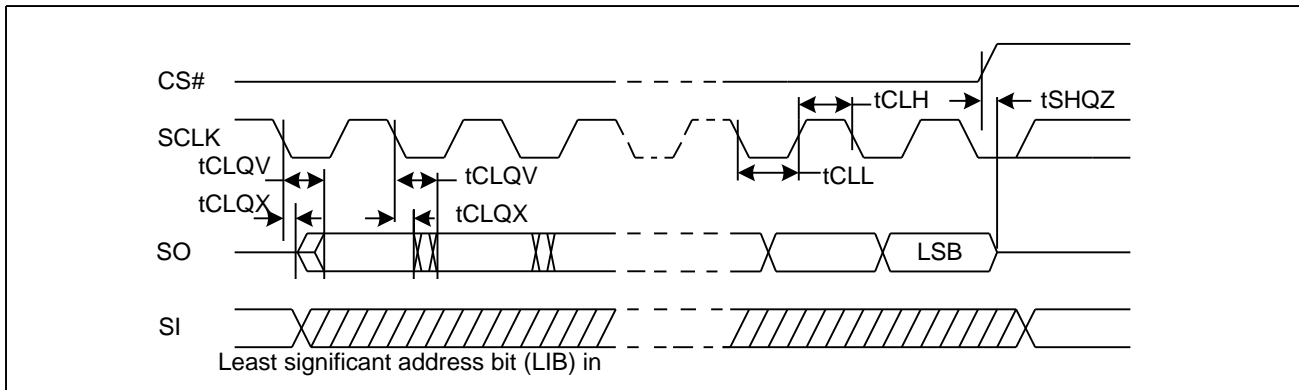 CS#
tCLH
tSHQZ
SCLK
tCLQV
tCLQV
tCLL
tCLQX
tCLQX
SO
LSB
SI
Least significant address bit (LIB) in